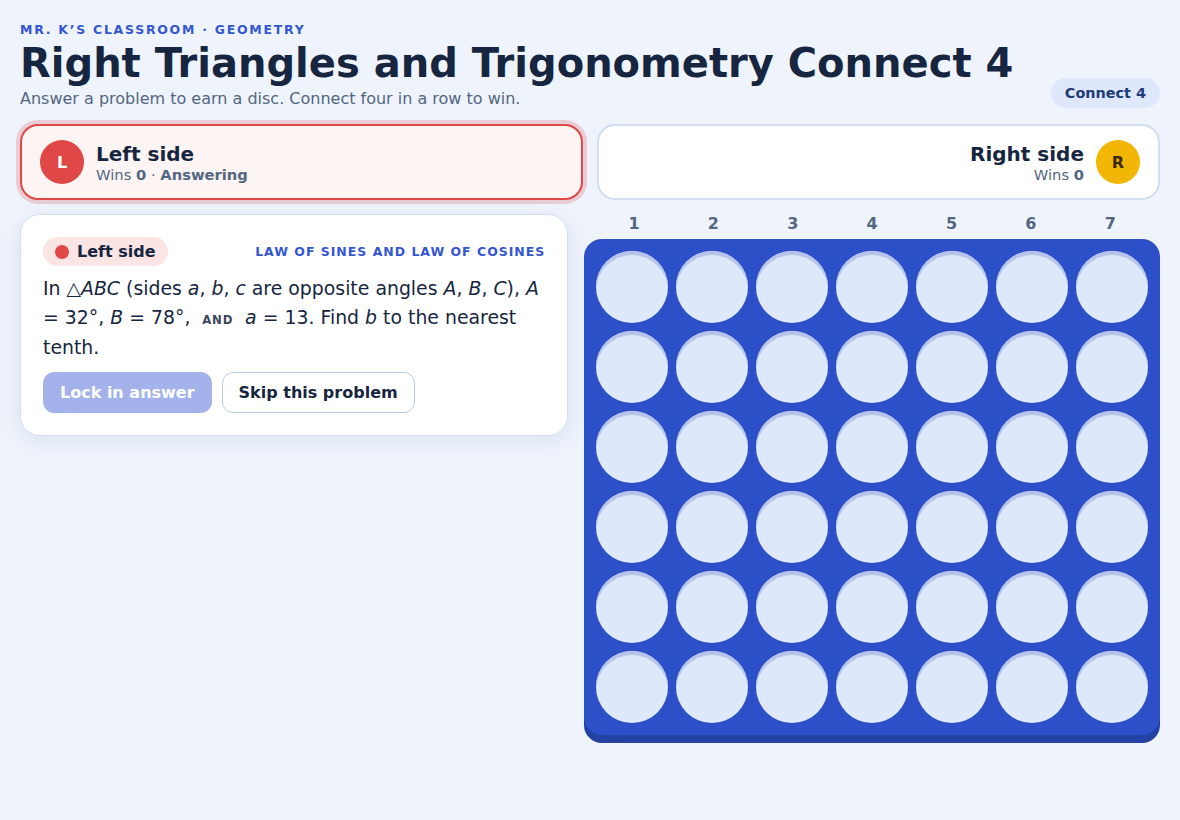 MR. K’S CLASSROOM · GEOMETRY
Right Triangles and Trigonometry Connect 4
Answer a problem to earn a disc. Connect four in a row to win.
Connect 4
L
Left side
Wins 0 · Answering
Right side
Wins 0
R
Left side
LAW OF SINES AND LAW OF COSINES
In △ABC (sides a, b, c are opposite angles A, B, C), A
= 32°, B = 78°, AND a = 13. Find b to the nearest
tenth.
Lock in answer
Skip this problem
1 2 3 4 5 6 7